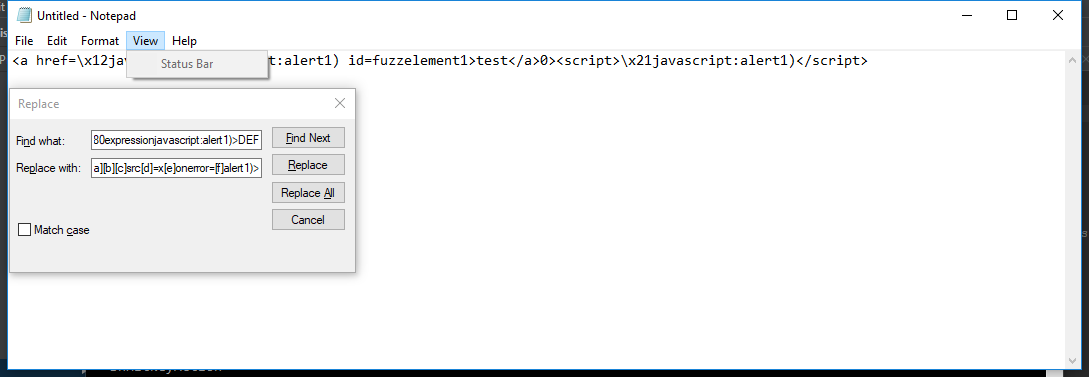 Untitled - Notepad
File Edit Format View Help
<a href=\x12jav :alert1) id=fuzzelement1>test</a>0><script>\x21javascript:alert1)</script>
Status Bar
Replace
Find what: 80expressionjavascript:alert1)>DEF Find Next
Replace with: a][b][c]src[d]=x[e]onerror=[f]alert1)> Replace
Replace All
Cancel
Match case